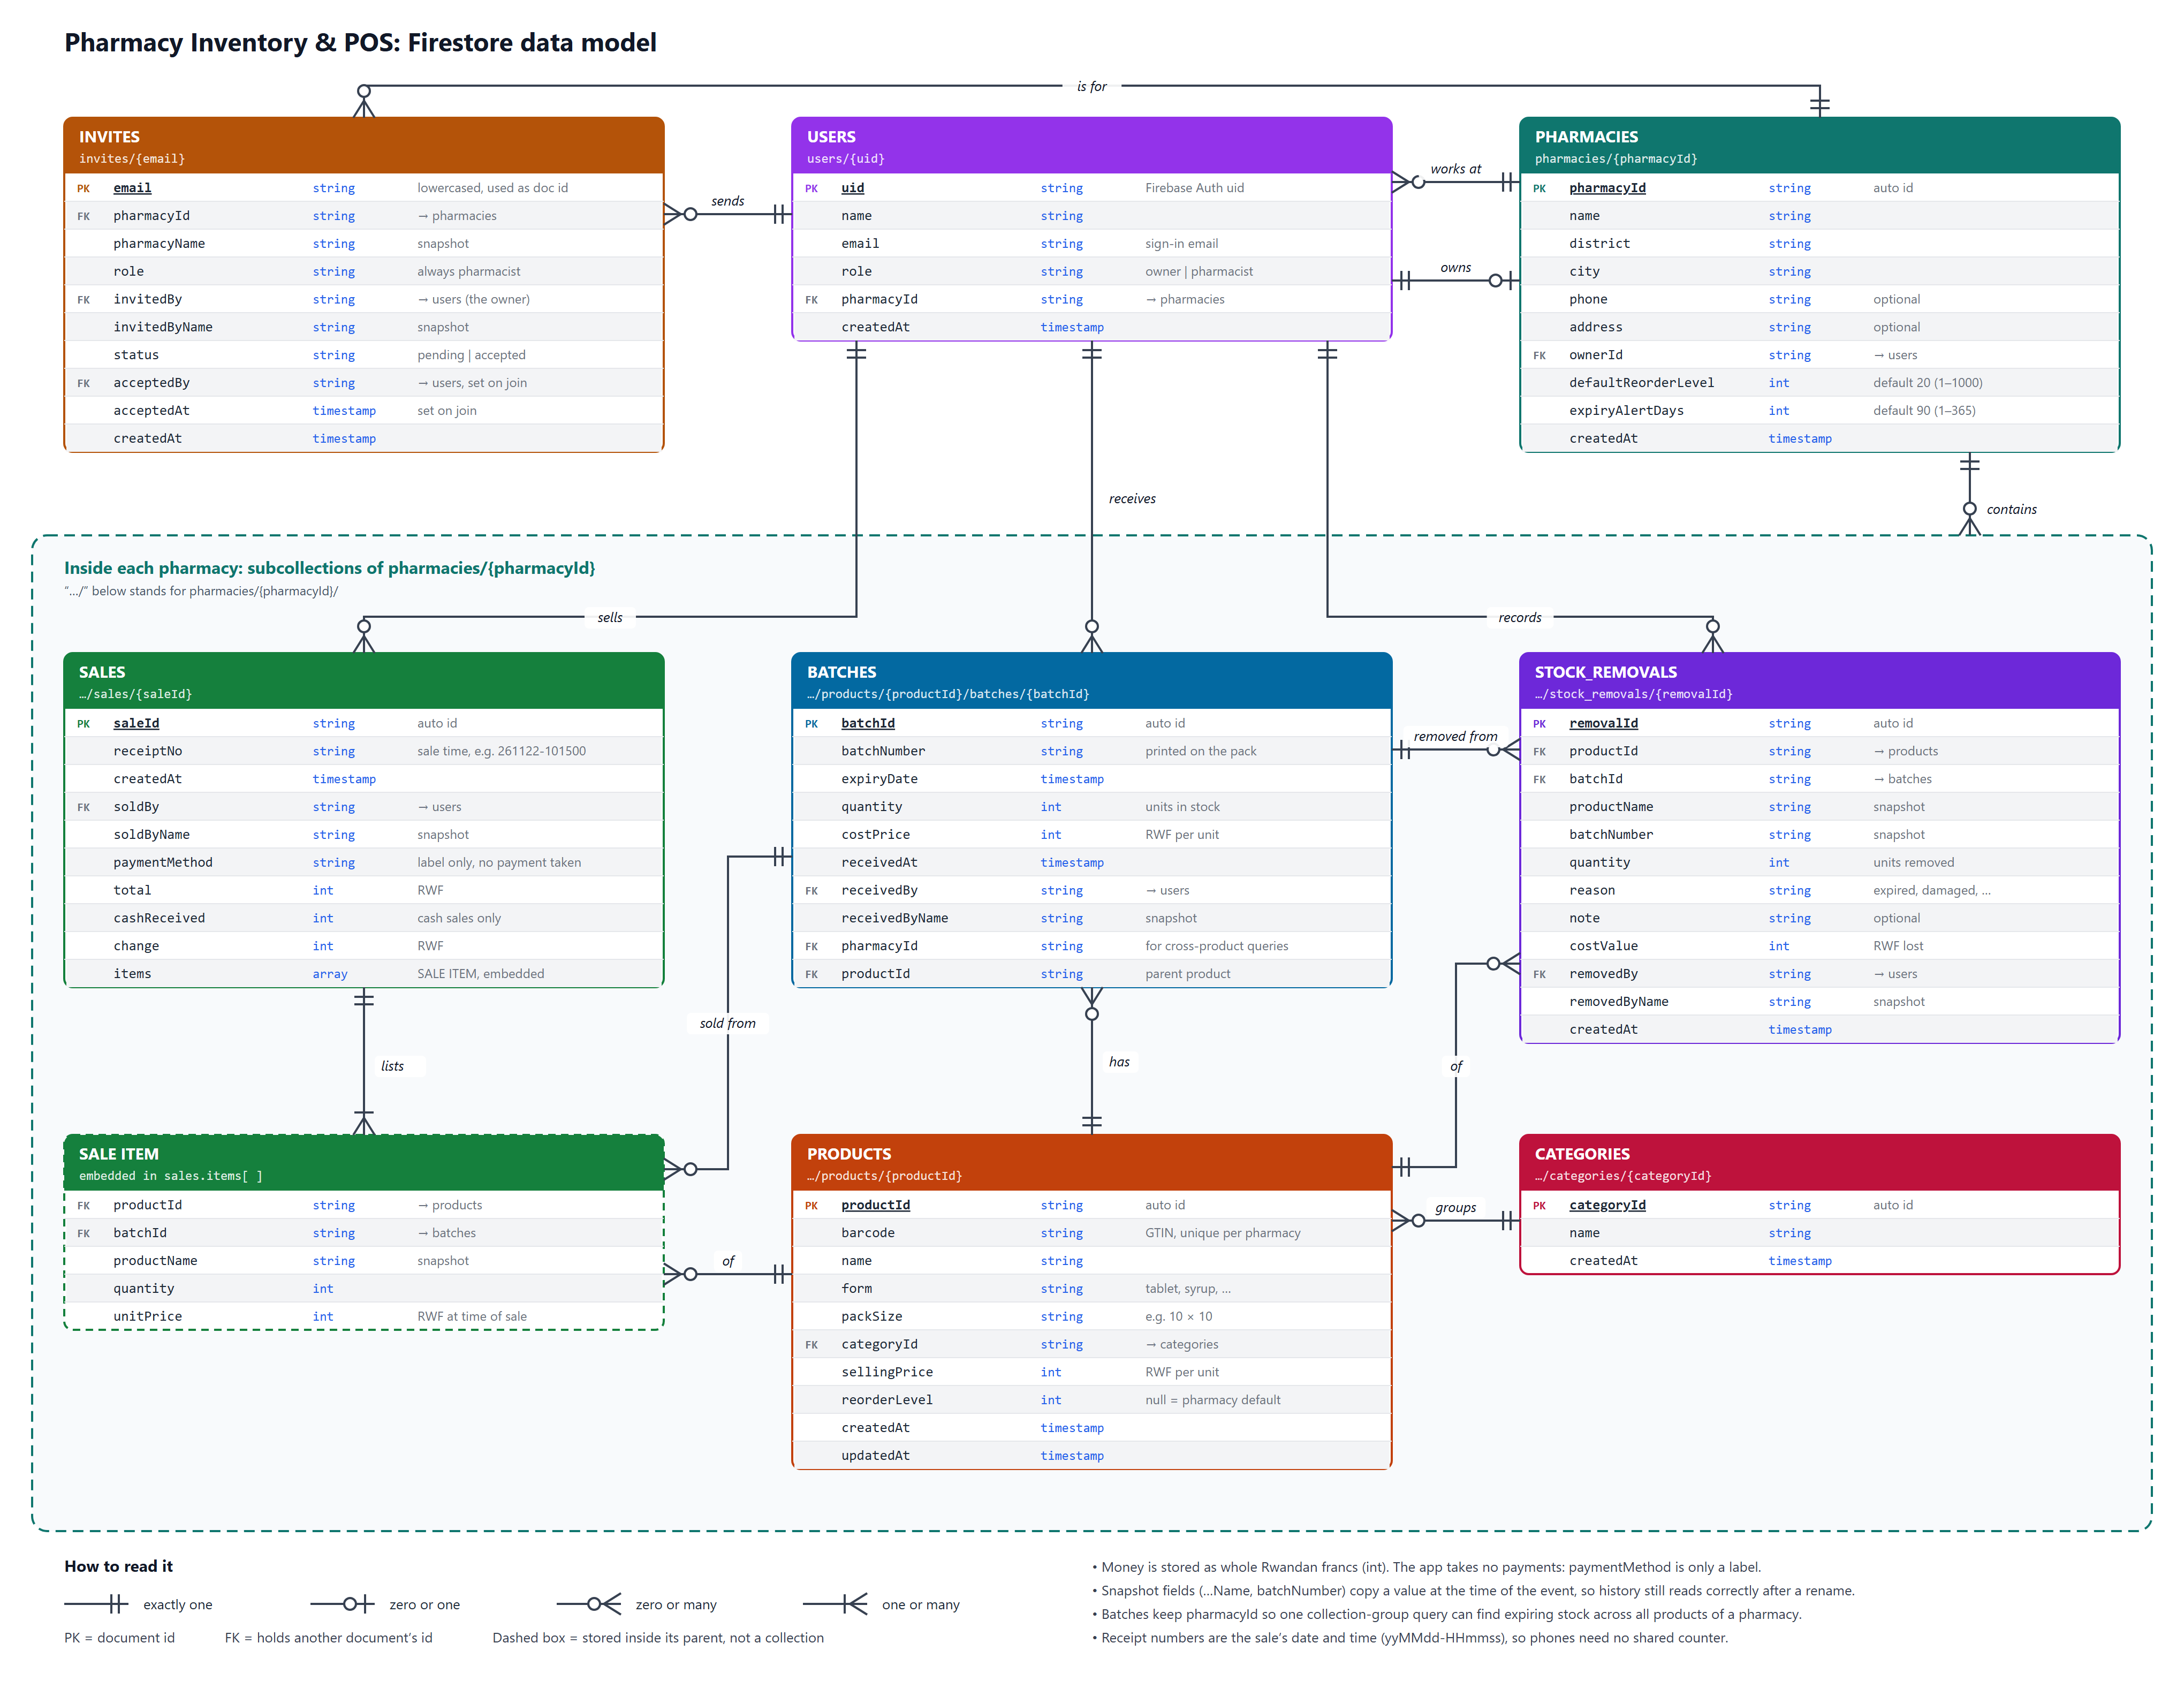 Pharmacy Inventory & POS: Firestore data model
is for
INVITES
invites/{email}
PK email string lowercased, used as doc id
FK pharmacyId string → pharmacies
pharmacyName string snapshot
role string always pharmacist
FK invitedBy string → users (the owner)
invitedByName string snapshot
status string pending | accepted
FK acceptedBy string → users, set on join
acceptedAt timestamp set on join
createdAt timestamp
sends
USERS
users/{uid}
PK uid string Firebase Auth uid
name string
email string sign-in email
role string owner | pharmacist
FK pharmacyId string → pharmacies
createdAt timestamp
works at
owns
PHARMACIES
pharmacies/{pharmacyId}
PK pharmacyId string auto id
name string
district string
city string
phone string optional
address string optional
FK ownerId string → users
defaultReorderLevel int default 20 (1–1000)
expiryAlertDays int default 90 (1–365)
createdAt timestamp
receives
contains
Inside each pharmacy: subcollections of pharmacies/{pharmacyId}
“…/” below stands for pharmacies/{pharmacyId}/
sells
records
SALES
…/sales/{saleId}
PK saleId string auto id
receiptNo string sale time, e.g. 261122-101500
createdAt timestamp
FK soldBy string → users
soldByName string snapshot
paymentMethod string label only, no payment taken
total int RWF
cashReceived int cash sales only
change int RWF
items array SALE ITEM, embedded
BATCHES
…/products/{productId}/batches/{batchId}
PK batchId string auto id
batchNumber string printed on the pack
expiryDate timestamp
quantity int units in stock
costPrice int RWF per unit
receivedAt timestamp
FK receivedBy string → users
receivedByName string snapshot
FK pharmacyId string for cross-product queries
FK productId string parent product
removed from
STOCK_REMOVALS
…/stock_removals/{removalId}
PK removalId string auto id
FK productId string → products
FK batchId string → batches
productName string snapshot
batchNumber string snapshot
quantity int units removed
reason string expired, damaged, …
note string optional
costValue int RWF lost
FK removedBy string → users
removedByName string snapshot
createdAt timestamp
sold from
lists
has
of
SALE ITEM
embedded in sales.items[ ]
FK productId string → products
FK batchId string → batches
productName string snapshot
quantity int
unitPrice int RWF at time of sale
of
PRODUCTS
…/products/{productId}
PK productId string auto id
barcode string GTIN, unique per pharmacy
name string
form string tablet, syrup, …
packSize string e.g. 10 × 10
FK categoryId string → categories
sellingPrice int RWF per unit
reorderLevel int null = pharmacy default
createdAt timestamp
updatedAt timestamp
groups
CATEGORIES
…/categories/{categoryId}
PK categoryId string auto id
name string
createdAt timestamp
How to read it
exactly one
zero or one
zero or many
one or many
PK = document id FK = holds another document’s id Dashed box = stored inside its parent, not a collection
• Money is stored as whole Rwandan francs (int). The app takes no payments: paymentMethod is only a label.
• Snapshot fields (…Name, batchNumber) copy a value at the time of the event, so history still reads correctly after a rename.
• Batches keep pharmacyId so one collection-group query can find expiring stock across all products of a pharmacy.
• Receipt numbers are the sale’s date and time (yyMMdd-HHmmss), so phones need no shared counter.